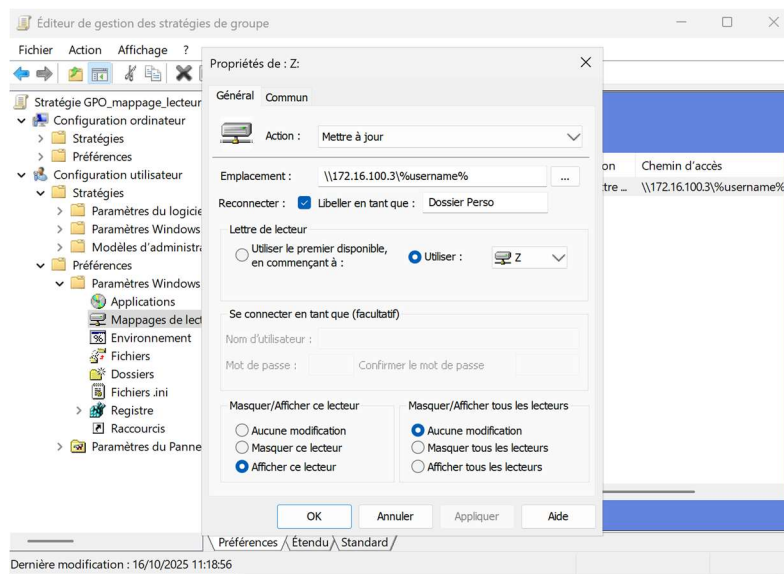 Éditeur de gestion des stratégies de groupe
Fichier Action Affichage ?
Stratégie GPO_mappage_lecteur
Configuration ordinateur
Stratégies
Préférences
Configuration utilisateur
Stratégies
Paramètres du logicie
Paramètres Windows
Modèles d'administra
Préférences
Paramètres Windows
Applications
Mappages de lect
Environnement
Fichiers
Dossiers
Fichiers .ini
Registre
Raccourcis
Paramètres du Panne
Propriétés de : Z:
Général Commun
Action : Mettre à jour
Emplacement : \\172.16.100.3\%username% ...
Reconnecter : Libeller en tant que : Dossier Perso
Lettre de lecteur
Utiliser le premier disponible,
en commençant à :
Utiliser : Z
Se connecter en tant que (facultatif)
Nom d'utilisateur :
Mot de passe : Confirmer le mot de passe
Masquer/Afficher ce lecteur
Aucune modification
Masquer ce lecteur
Afficher ce lecteur
Masquer/Afficher tous les lecteurs
Aucune modification
Masquer tous les lecteurs
Afficher tous les lecteurs
OK Annuler Appliquer Aide
on Chemin d'accès
tre ... \\172.16.100.3\%username%
Préférences Étendu Standard
Dernière modification : 16/10/2025 11:18:56